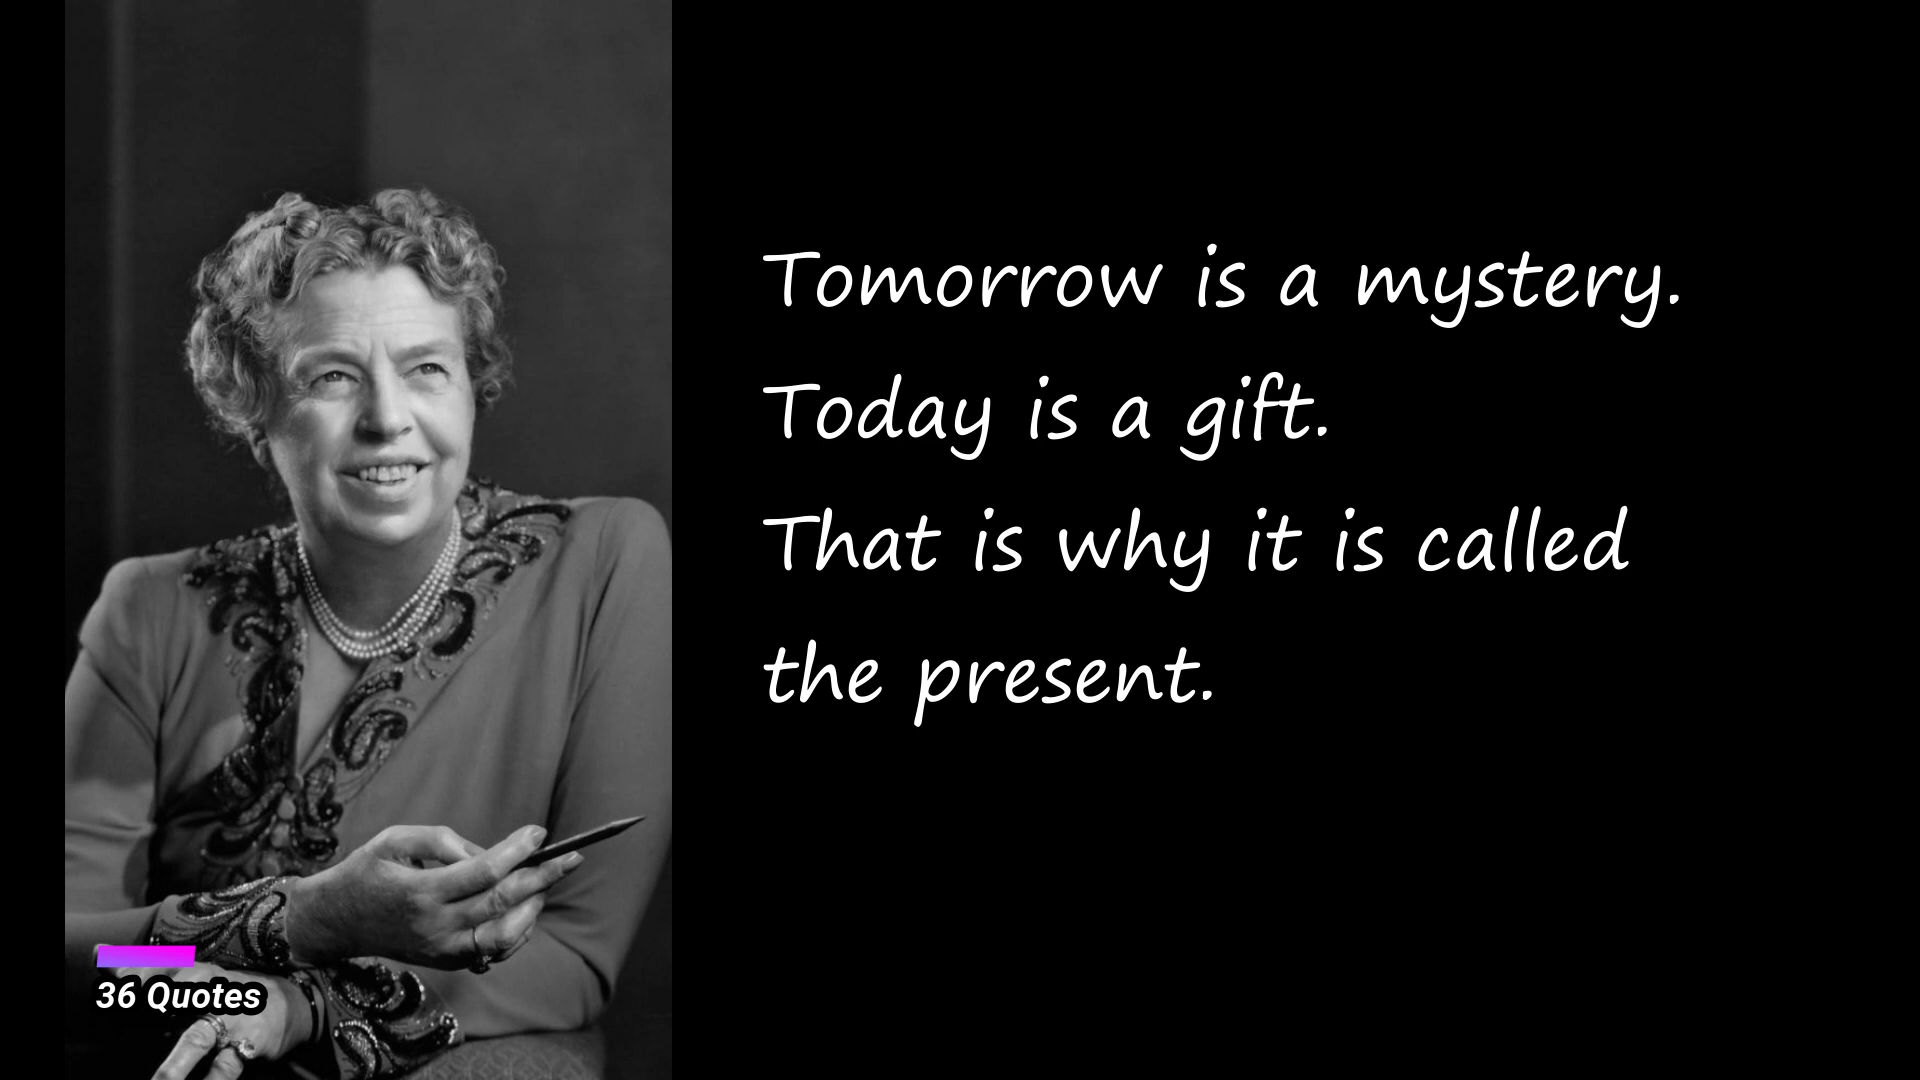 Tomorrow is a mystery.
Today is a gift.
That is why it is called
the present.
36 Quotes